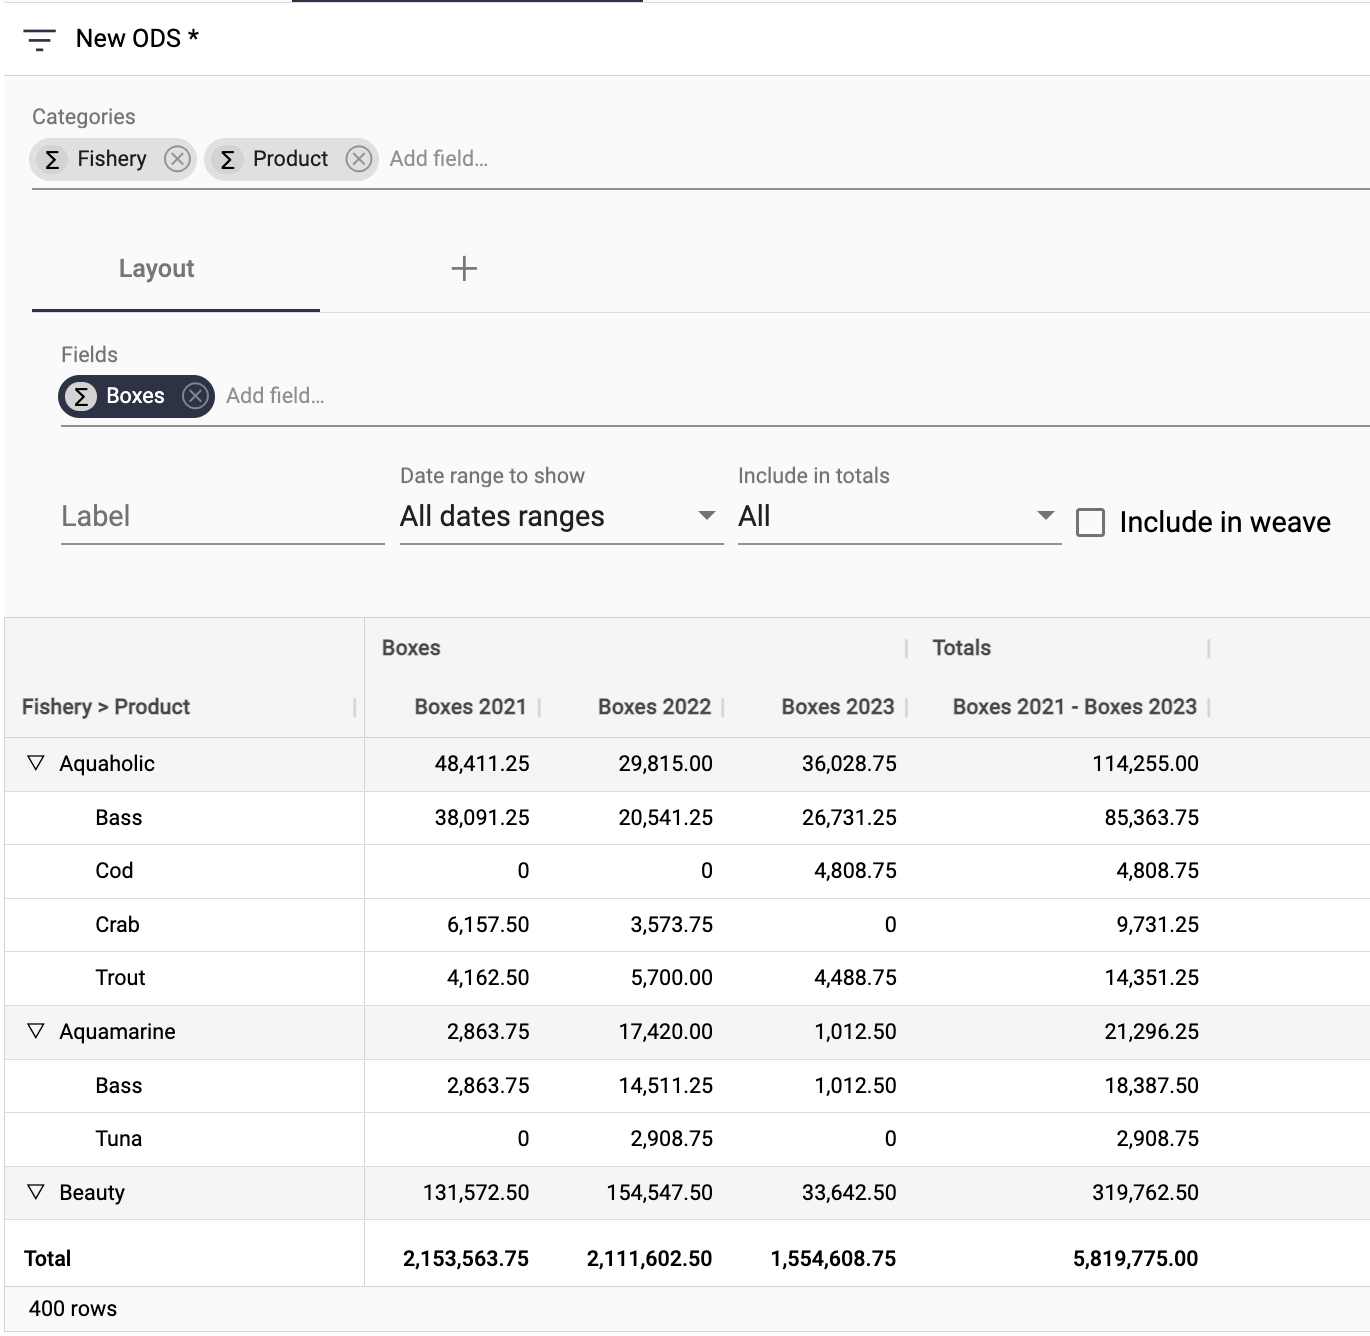 New ODS *
Categories
Σ Fishery Σ Product Add field...
Layout +
Fields
Σ Boxes Add field...
Date range to show Include in totals
Label All dates ranges All Include in weave
Boxes Totals
Fishery > Product Boxes 2021 Boxes 2022 Boxes 2023 Boxes 2021 - Boxes 2023
Aquaholic 48,411.25 29,815.00 36,028.75 114,255.00
Bass 38,091.25 20,541.25 26,731.25 85,363.75
Cod 0 0 4,808.75 4,808.75
Crab 6,157.50 3,573.75 0 9,731.25
Trout 4,162.50 5,700.00 4,488.75 14,351.25
Aquamarine 2,863.75 17,420.00 1,012.50 21,296.25
Bass 2,863.75 14,511.25 1,012.50 18,387.50
Tuna 0 2,908.75 0 2,908.75
Beauty 131,572.50 154,547.50 33,642.50 319,762.50
Total 2,153,563.75 2,111,602.50 1,554,608.75 5,819,775.00
400 rows